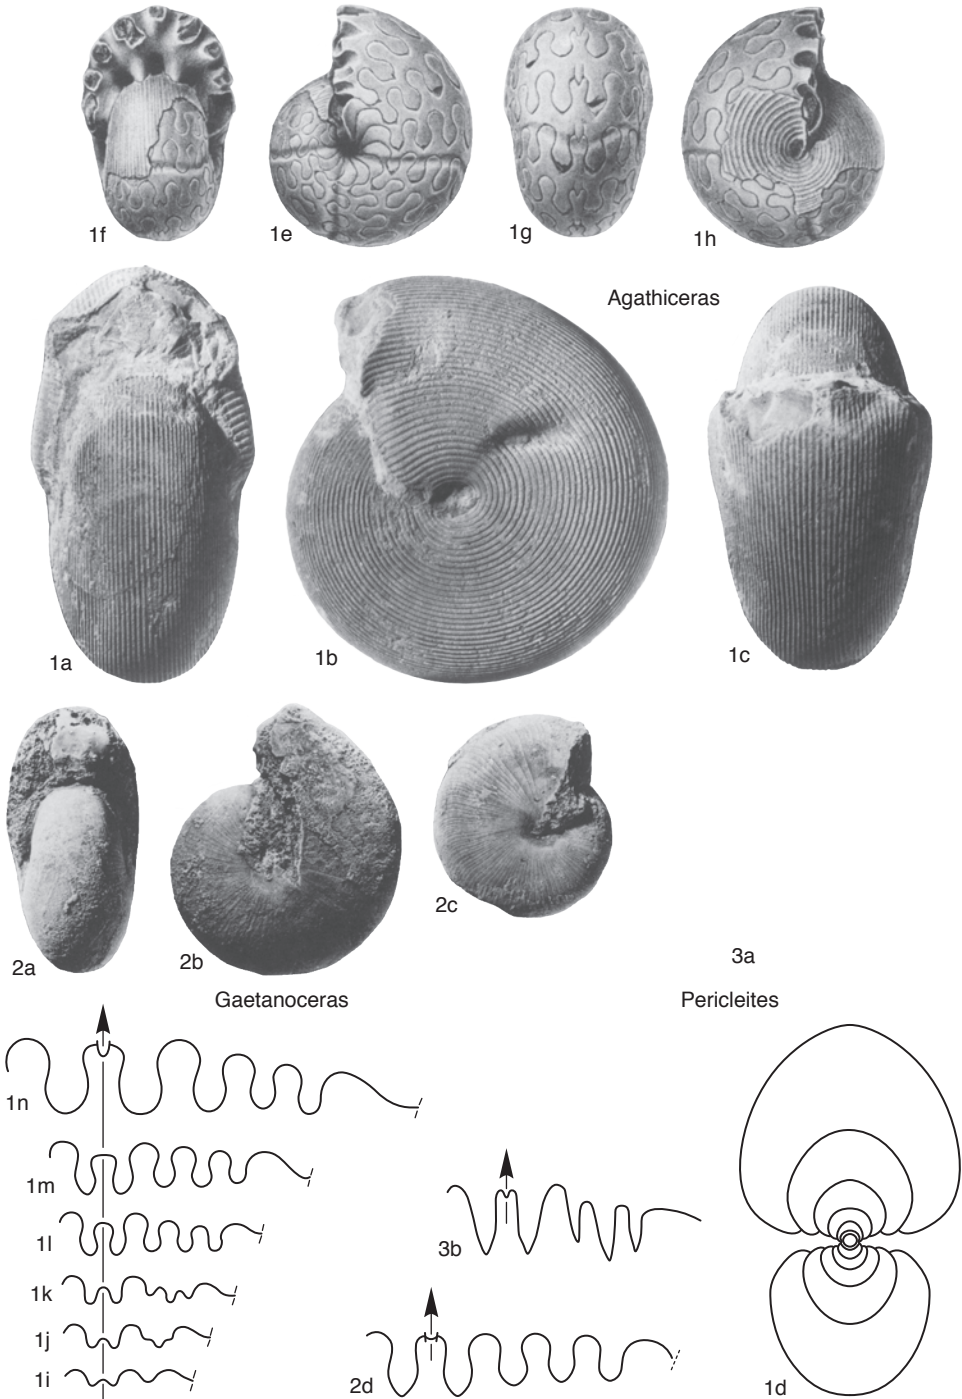 1f
1e
1g
1h
Agathiceras
1a
1b
1c
2a
2b
2c
3a
Gaetanoceras
Pericleites
1n
1m
1l
3b
1k
1j
1i
2d
1d